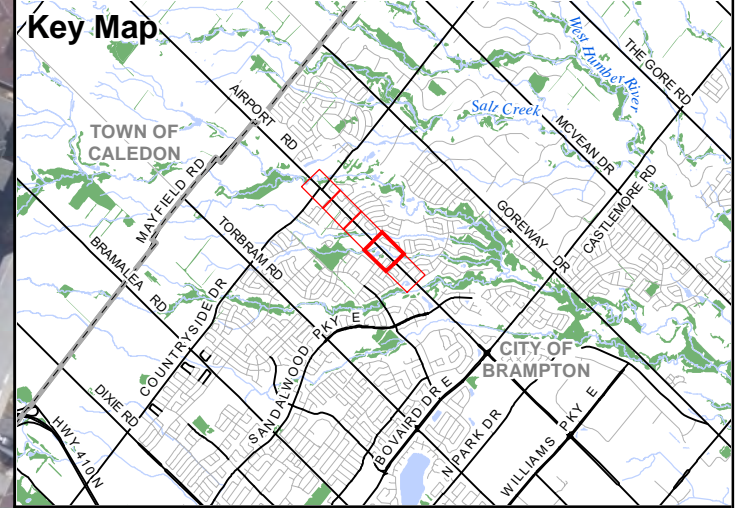 Key Map
West Humber River
THE GORE RD
AIRPORT RD
Salt Creek
MCVEAN DR
TOWN OF
CALEDON
MAYFIELD RD
CASTLEMORE RD
GOREWAY DR
TORBRAM RD
BRAMALEA RD
COUNTRYSIDE DR
SANDALWOOD PKY E
CITY OF
BRAMPTON
DIXIE RD
BOVAIRD DR E
N PARK DR
WILLIAMS PKY E
HWY 410 N